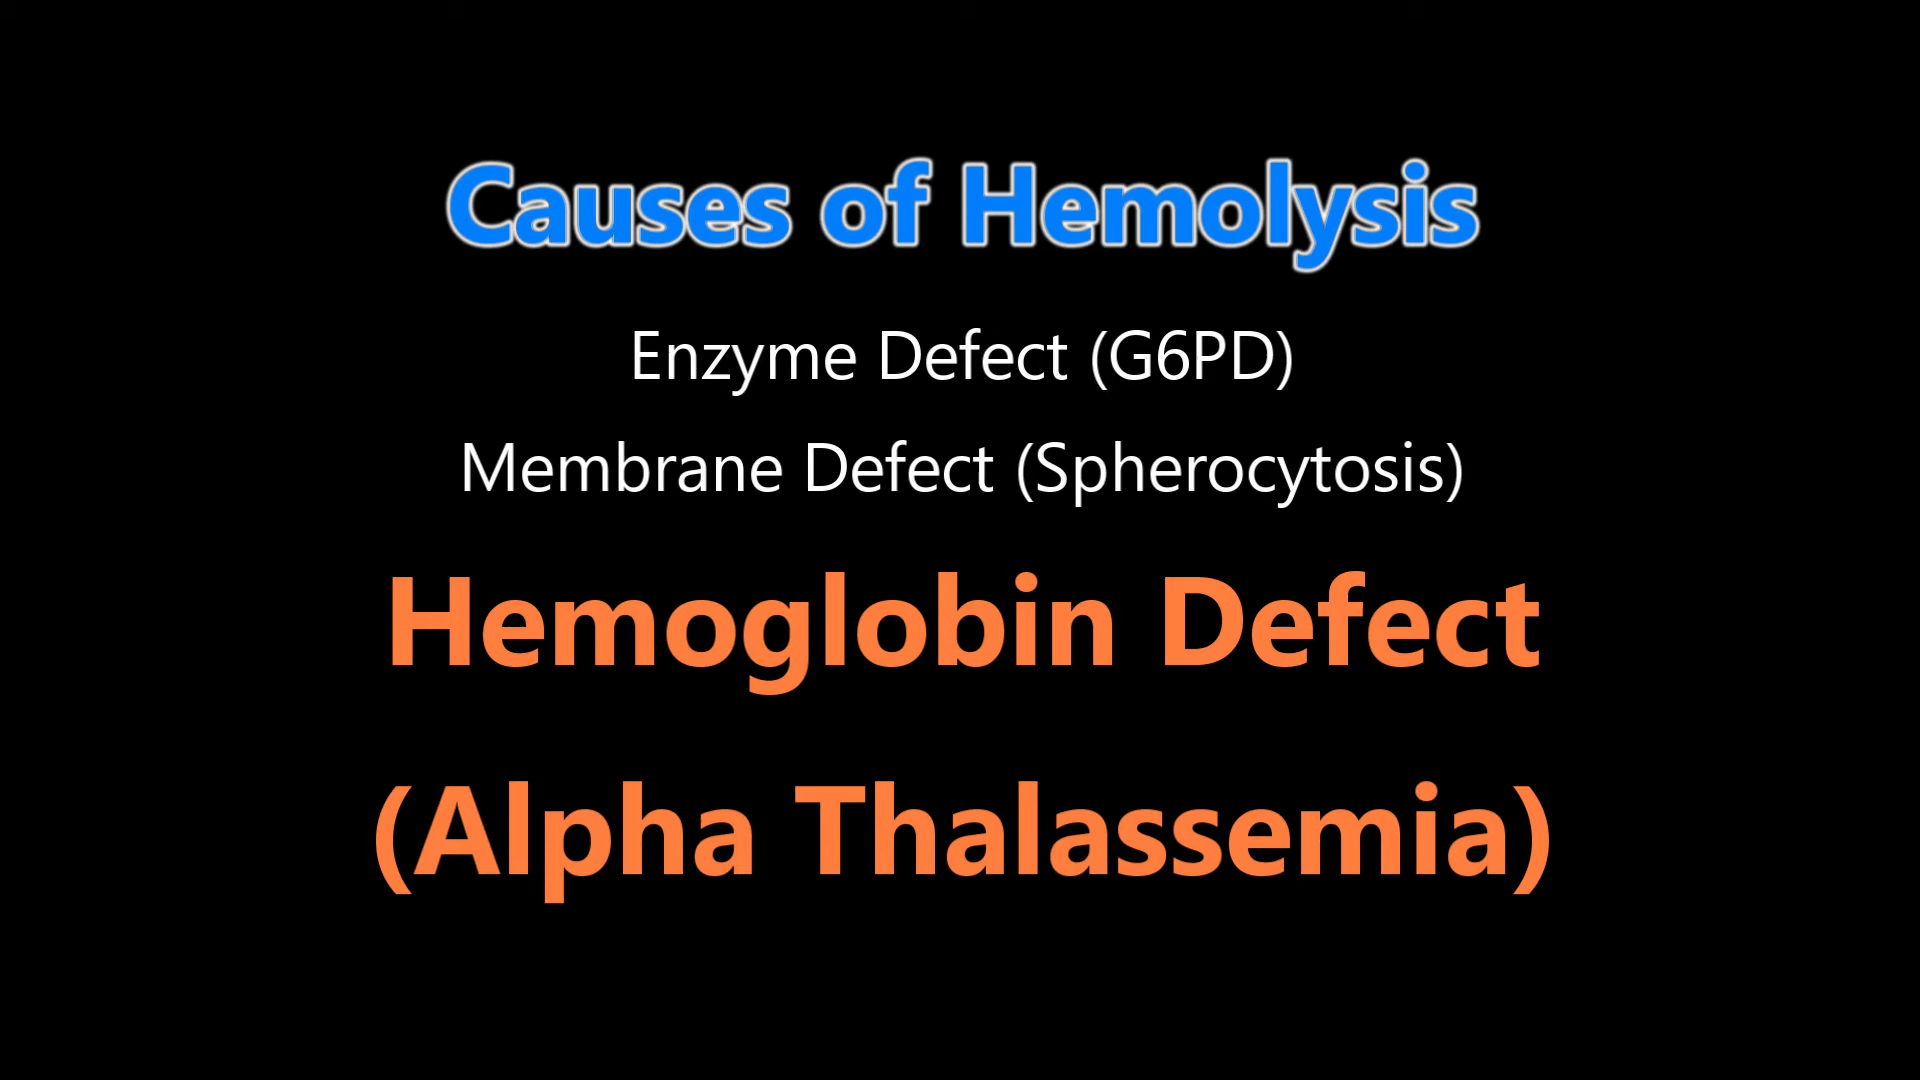 Causes of Hemolysis
Enzyme Defect (G6PD)
Membrane Defect (Spherocytosis)
Hemoglobin Defect
(Alpha Thalassemia)